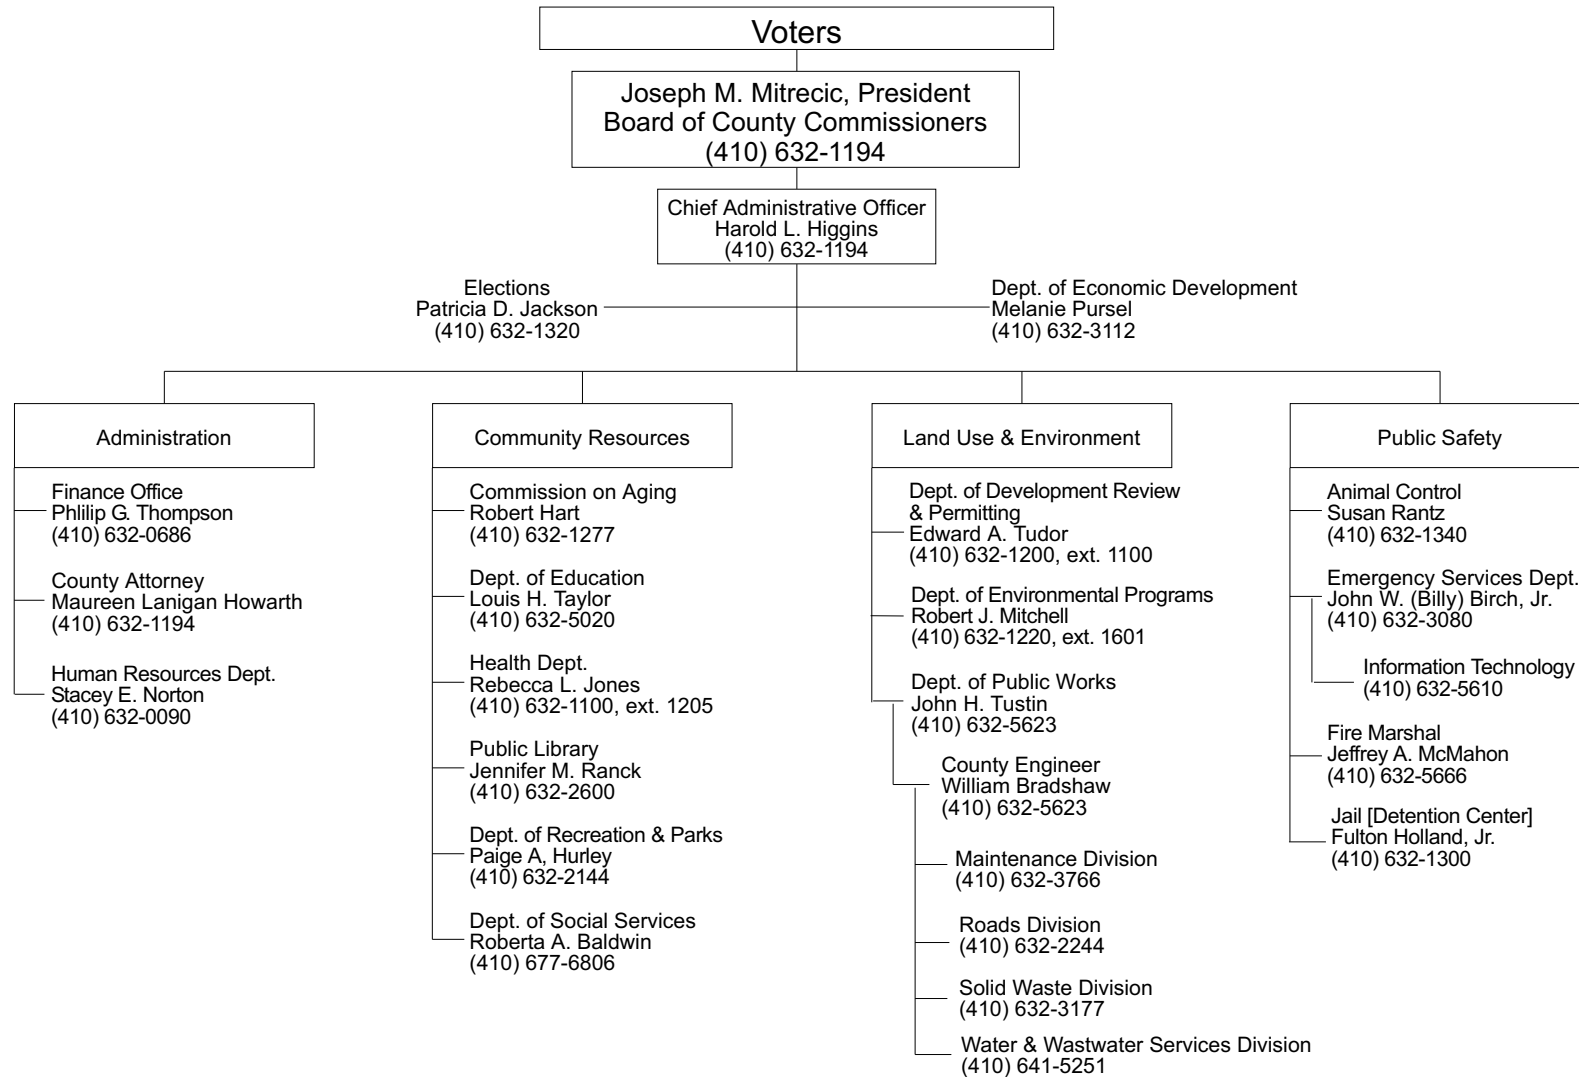 Voters
Joseph M. Mitrecic, President
Board of County Commissioners
(410) 632-1194
Chief Administrative Officer
Harold L. Higgins
(410) 632-1194
Elections
Patricia D. Jackson
(410) 632-1320
Dept. of Economic Development
Melanie Pursel
(410) 632-3112
Administration
Finance Office
Phlilip G. Thompson
(410) 632-0686
County Attorney
Maureen Lanigan Howarth
(410) 632-1194
Human Resources Dept.
Stacey E. Norton
(410) 632-0090
Community Resources
Commission on Aging
Robert Hart
(410) 632-1277
Dept. of Education
Louis H. Taylor
(410) 632-5020
Health Dept.
Rebecca L. Jones
(410) 632-1100, ext. 1205
Public Library
Jennifer M. Ranck
(410) 632-2600
Dept. of Recreation & Parks
Paige A, Hurley
(410) 632-2144
Dept. of Social Services
Roberta A. Baldwin
(410) 677-6806
Land Use & Environment
Dept. of Development Review
& Permitting
Edward A. Tudor
(410) 632-1200, ext. 1100
Dept. of Environmental Programs
Robert J. Mitchell
(410) 632-1220, ext. 1601
Dept. of Public Works
John H. Tustin
(410) 632-5623
County Engineer
William Bradshaw
(410) 632-5623
Maintenance Division
(410) 632-3766
Roads Division
(410) 632-2244
Solid Waste Division
(410) 632-3177
Water & Wastwater Services Division
(410) 641-5251
Public Safety
Animal Control
Susan Rantz
(410) 632-1340
Emergency Services Dept.
John W. (Billy) Birch, Jr.
(410) 632-3080
Information Technology
(410) 632-5610
Fire Marshal
Jeffrey A. McMahon
(410) 632-5666
Jail [Detention Center]
Fulton Holland, Jr.
(410) 632-1300